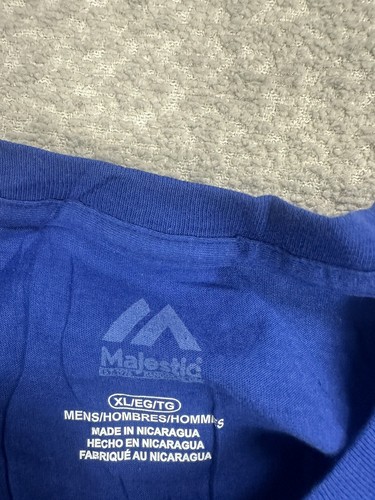 Majestic
XL/EG/TG
MENS/HOMBRES/HOMMES
MADE IN NICARAGUA
HECHO EN NICARAGUA
FABRIQUÉ AU NICARAGUA